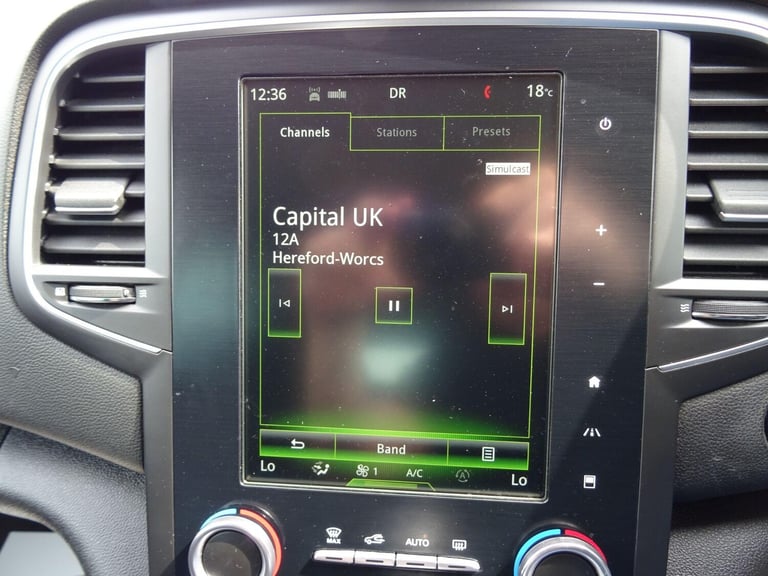 12:36 DR 18°C
Channels Stations Presets
Simulcast
Capital UK
12A
Hereford-Worcs
Band
Lo 1 A/C A Lo
MAX AUTO